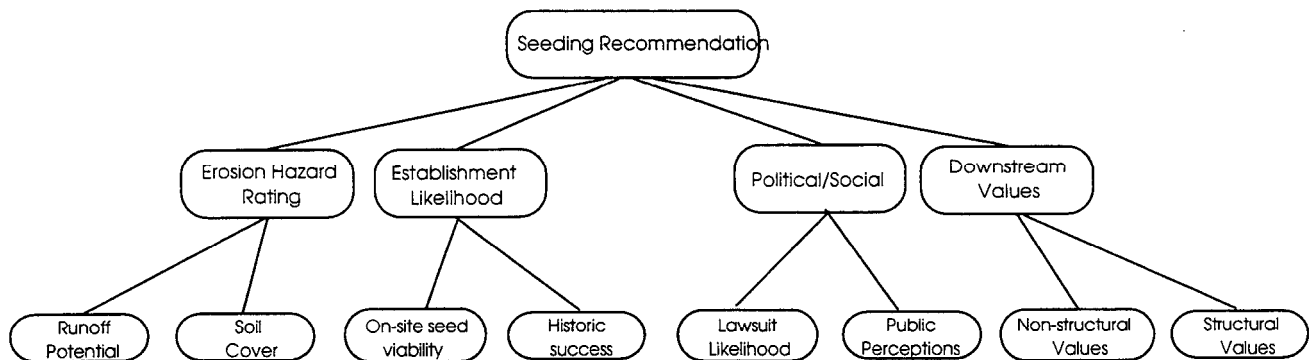 Seeding Recommendation
Erosion Hazard
Rating
Establishment
Likelihood
Political/Social
Downstream
Values
Runoff
Potential
Soil
Cover
On-site seed
viability
Historic
success
Lawsuit
Likelihood
Public
Perceptions
Non-structural
Values
Structural
Values